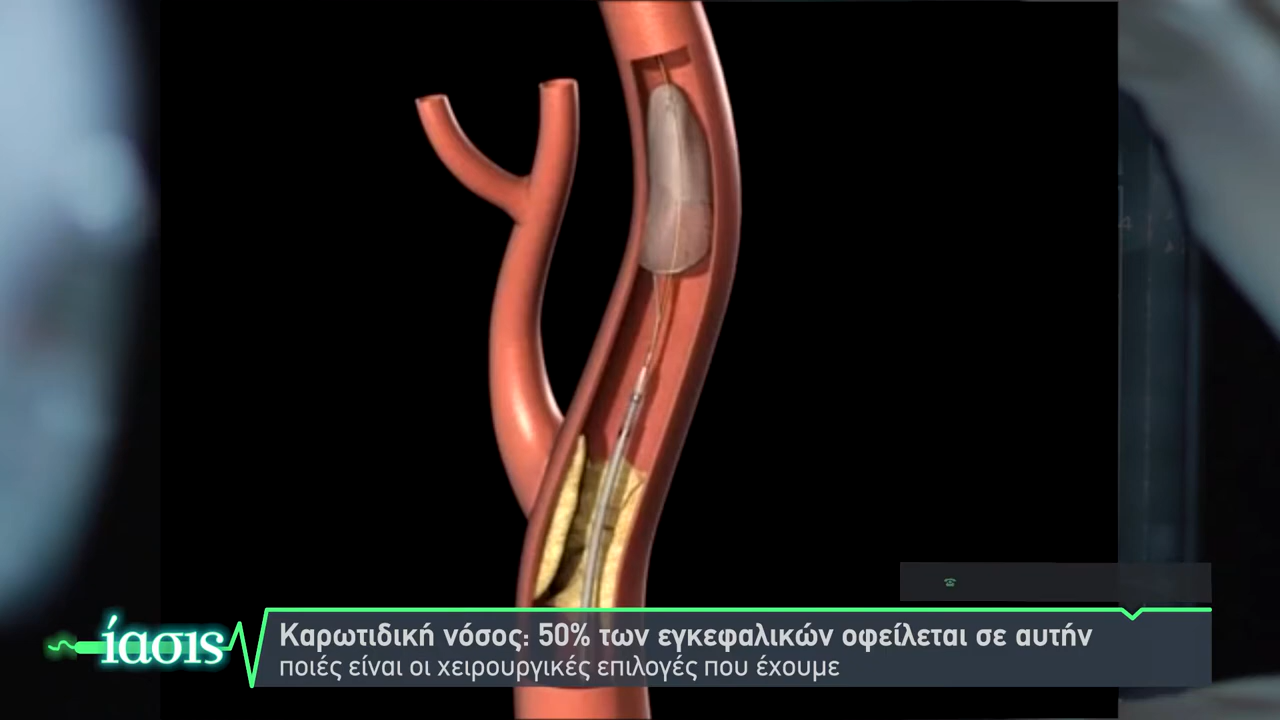 ίασις
Καρωτιδική νόσος: 50% των εγκεφαλικών οφείλεται σε αυτήν
ποιές είναι οι χειρουργικές επιλογές που έχουμε